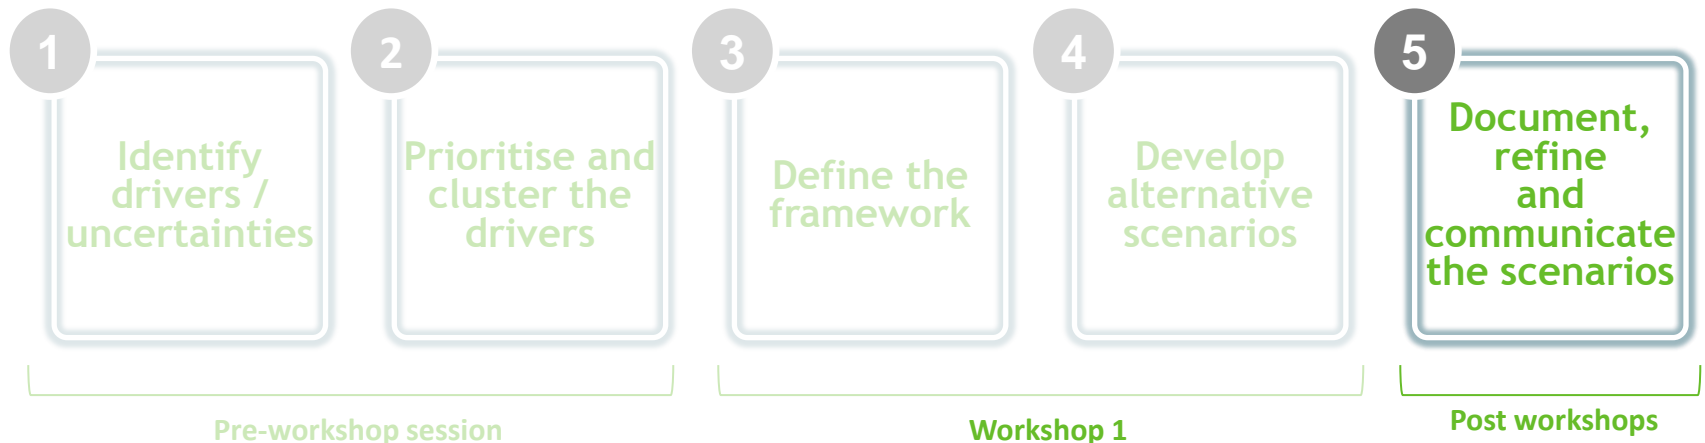 1
Identify
drivers /
uncertainties
2
Prioritise and
cluster the
drivers
3
Define the
framework
4
Develop
alternative
scenarios
5
Document,
refine
and
communicate
the scenarios
Pre-workshop session
Workshop 1
Post workshops